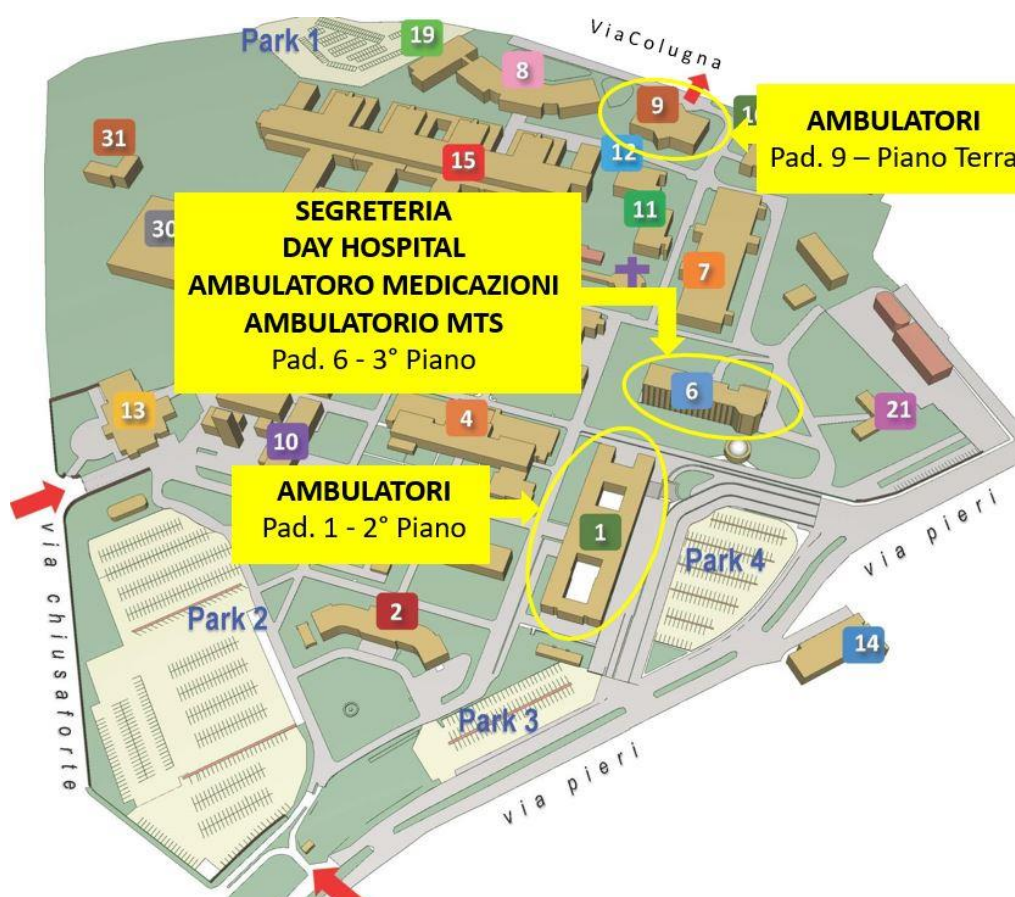 Park 1
19
8
ViaColugna
9
AMBULATORI
Pad. 9 – Piano Terra
31
15
12
11
30
SEGRETERIA
DAY HOSPITAL
AMBULATORO MEDICAZIONI
AMBULATORIO MTS
Pad. 6 - 3° Piano
7
6
13
10
4
21
AMBULATORI
Pad. 1 - 2° Piano
1
Park 4
via pieri
via chiusaforte
Park 2
2
14
Park 3
via pieri